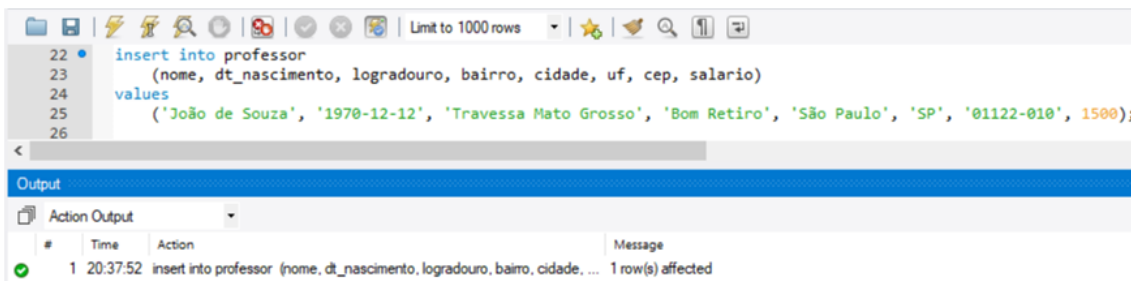 Limit to 1000 rows
22 insert into professor
23 (nome, dt_nascimento, logradouro, bairro, cidade, uf, cep, salario)
24 values
25 ('João de Souza', '1970-12-12', 'Travessa Mato Grosso', 'Bom Retiro', 'São Paulo', 'SP', '01122-010', 1500);
26
Output
Action Output
# Time Action Message
1 20:37:52 insert into professor (nome, dt_nascimento, logradouro, bairro, cidade, ... 1 row(s) affected